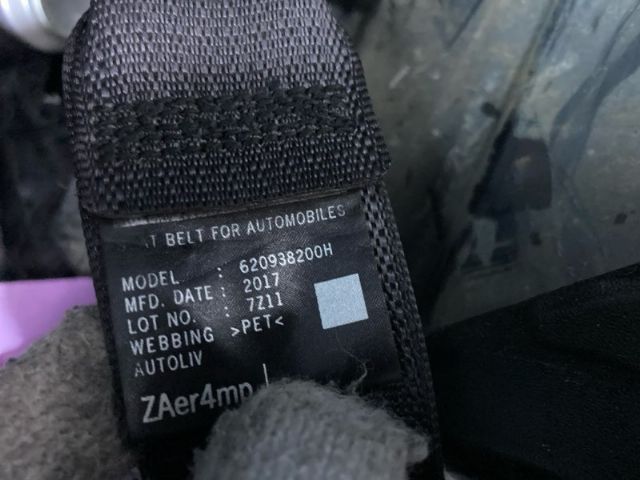 AT BELT FOR AUTOMOBILES
MODEL : 620938200H
MFD. DATE : 2017
LOT NO. : 7Z11
WEBBING >PET<
AUTOLIV
ZAer4mp